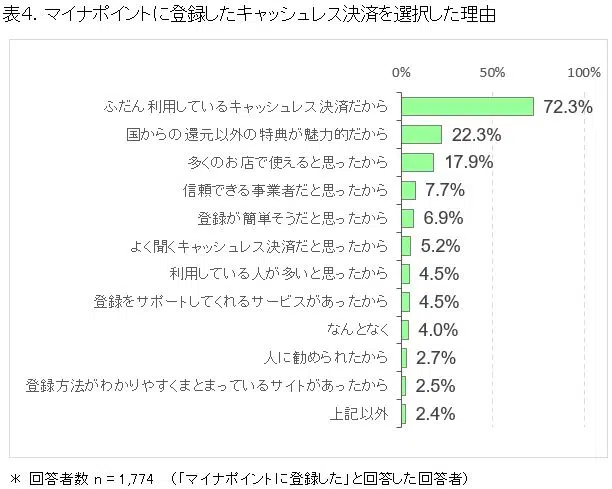 表4．マイナポイントに登録したキャッシュレス決済を選択した理由
0% 50% 100%
ふだん利用しているキャッシュレス決済だから 72.3%
国からの還元以外の特典が魅力的だから 22.3%
多くのお店で使えると思ったから 17.9%
信頼できる事業者だと思ったから 7.7%
登録が簡単そうだと思ったから 6.9%
よく聞くキャッシュレス決済だと思ったから 5.2%
利用している人が多いと思ったから 4.5%
登録をサポートしてくれるサービスがあったから 4.5%
なんとなく 4.0%
人に勧められたから 2.7%
登録方法がわかりやすくまとまっているサイトがあったから 2.5%
上記以外 2.4%
＊ 回答者数 n = 1,774 （「マイナポイントに登録した」と回答した回答者）